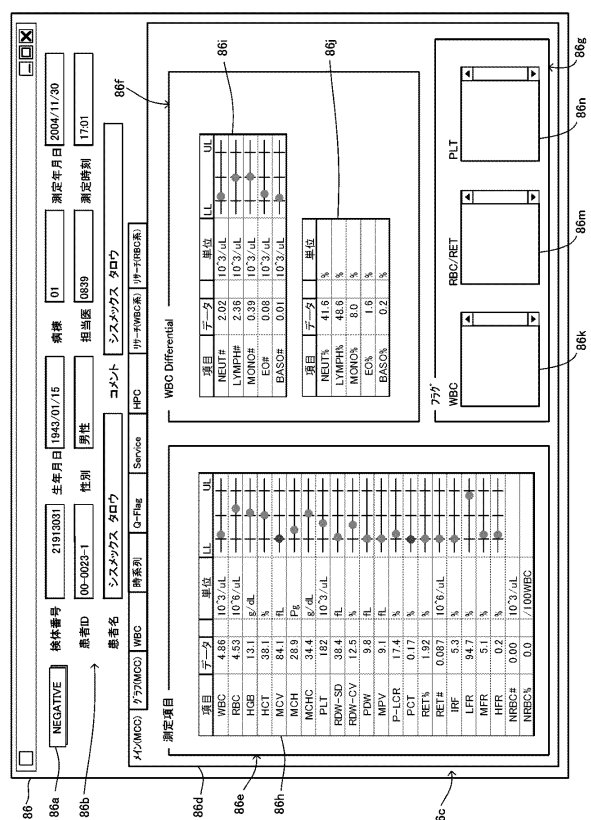 86
86a
86b
86c
86d
86e
86h
86f
86i
86j
86g
86k
86m
86n
NEGATIVE
検体番号 21913031 生年月日 1943/01/15 病棟 01 測定年月日 2004/11/30
患者ID 00-0023-1 性別 男性 担当医 0839 測定時刻 17:01
患者名 シスメックス タロウ コメント シスメックス タロウ
メイン(MCC) グラフ(MCC) WBC 時系列 Q-Flag Service HPC リサーチ(WBC系) リサーチ(RBC系)
測定項目
項目 データ 単位 LL UL
WBC 4.86 10^3/uL
RBC 4.53 10^6/uL
HGB 13.1 g/dL
HCT 38.1 %
MCV 84.1 fL
MCH 28.9 Pg
MCHC 34.4 g/dL
PLT 182 10^3/uL
RDW-SD 38.4 fL
RDW-CV 12.5 %
PDW 9.8 fL
MPV 9.1 fL
P-LCR 17.4 %
PCT 0.17 %
RET% 1.92 %
RET# 0.087 10^6/uL
IRF 5.3 %
LFR 94.7 %
MFR 5.1 %
HFR 0.2 %
NRBC# 0.00 10^3/uL
NRBC% 0.0 /100WBC
WBC Differential
項目 データ 単位 LL UL
NEUT# 2.02 10^3/uL
LYMPH# 2.36 10^3/uL
MONO# 0.39 10^3/uL
EO# 0.08 10^3/uL
BASO# 0.01 10^3/uL
項目 データ 単位
NEUT% 41.6 %
LYMPH% 48.6 %
MONO% 8.0 %
EO% 1.6 %
BASO% 0.2 %
フラグ
WBC RBC/RET PLT